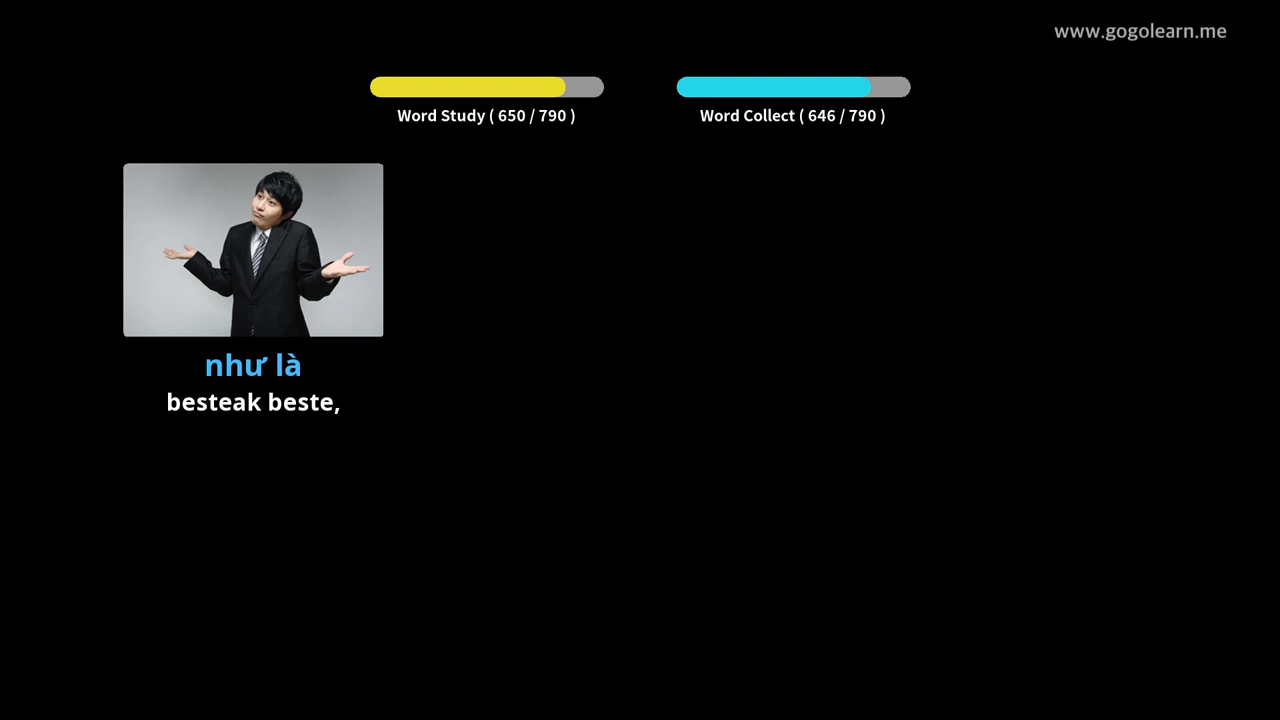 www.gogolearn.me
Word Study ( 650 / 790 )
Word Collect ( 646 / 790 )
như là
besteak beste,